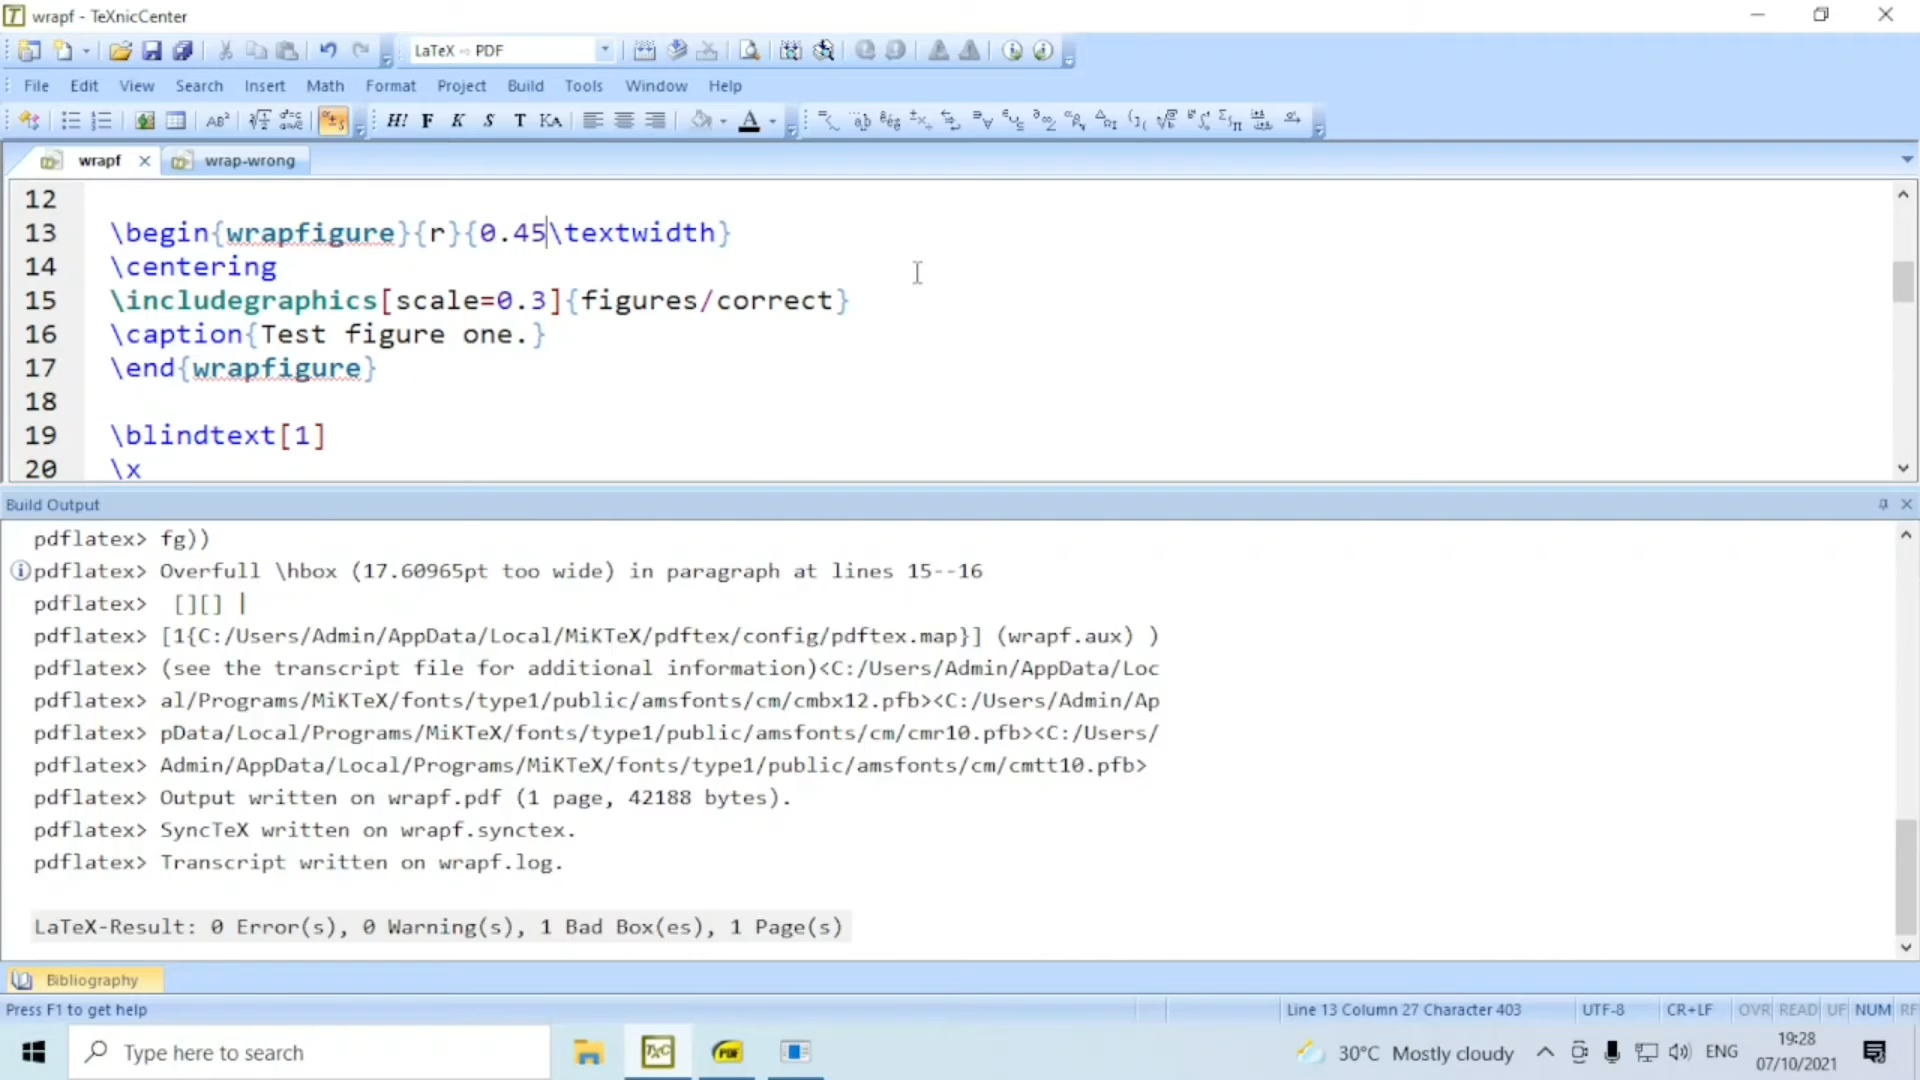 wrapf - TeXnicCenter
LaTeX ⇨ PDF
File Edit View Search Insert Math Format Project Build Tools Window Help
H! F K S T KA
wrapf wrap-wrong
12
13 \begin{wrapfigure}{r}{0.45\textwidth}
14 \centering
15 \includegraphics[scale=0.3]{figures/correct}
16 \caption{Test figure one.}
17 \end{wrapfigure}
18
19 \blindtext[1]
20 \x
Build Output
pdflatex> fg))
pdflatex> Overfull \hbox (17.60965pt too wide) in paragraph at lines 15--16
pdflatex> [][] |
pdflatex> [1{C:/Users/Admin/AppData/Local/MiKTeX/pdftex/config/pdftex.map}] (wrapf.aux) )
pdflatex> (see the transcript file for additional information)<C:/Users/Admin/AppData/Loc
pdflatex> al/Programs/MiKTeX/fonts/type1/public/amsfonts/cm/cmbx12.pfb><C:/Users/Admin/Ap
pdflatex> pData/Local/Programs/MiKTeX/fonts/type1/public/amsfonts/cm/cmr10.pfb><C:/Users/
pdflatex> Admin/AppData/Local/Programs/MiKTeX/fonts/type1/public/amsfonts/cm/cmtt10.pfb>
pdflatex> Output written on wrapf.pdf (1 page, 42188 bytes).
pdflatex> SyncTeX written on wrapf.synctex.
pdflatex> Transcript written on wrapf.log.
LaTeX-Result: 0 Error(s), 0 Warning(s), 1 Bad Box(es), 1 Page(s)
Bibliography
Press F1 to get help Line 13 Column 27 Character 403 UTF-8 CR+LF OVR READ UF NUM RF
Type here to search TXC PDF 30°C Mostly cloudy ENG 19:28
07/10/2021